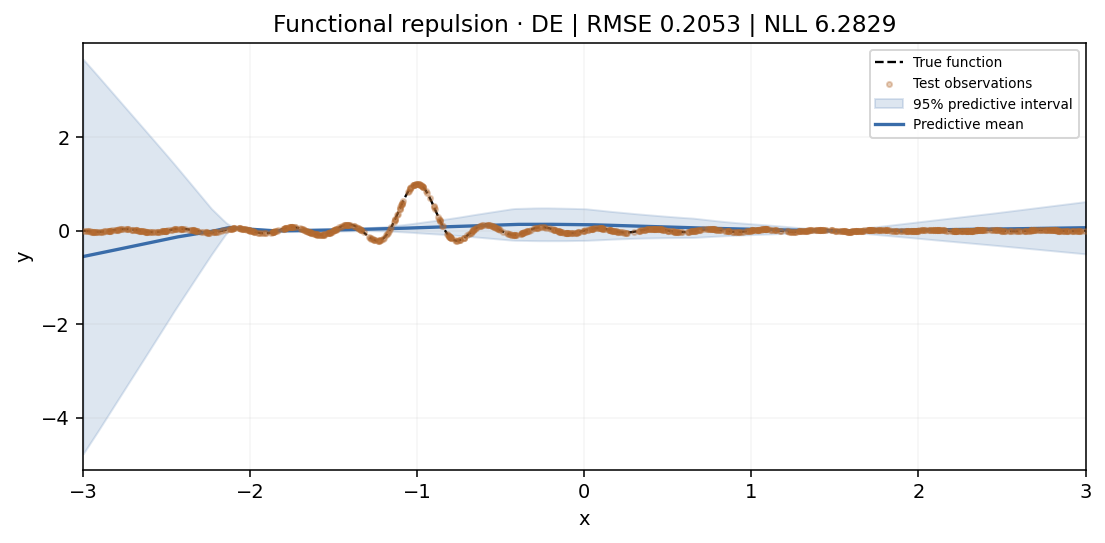 Functional repulsion · DE | RMSE 0.2053 | NLL 6.2829
True function
Test observations
95% predictive interval
Predictive mean
y
2
0
−2
−4
−3
−2
−1
0
1
2
3
x